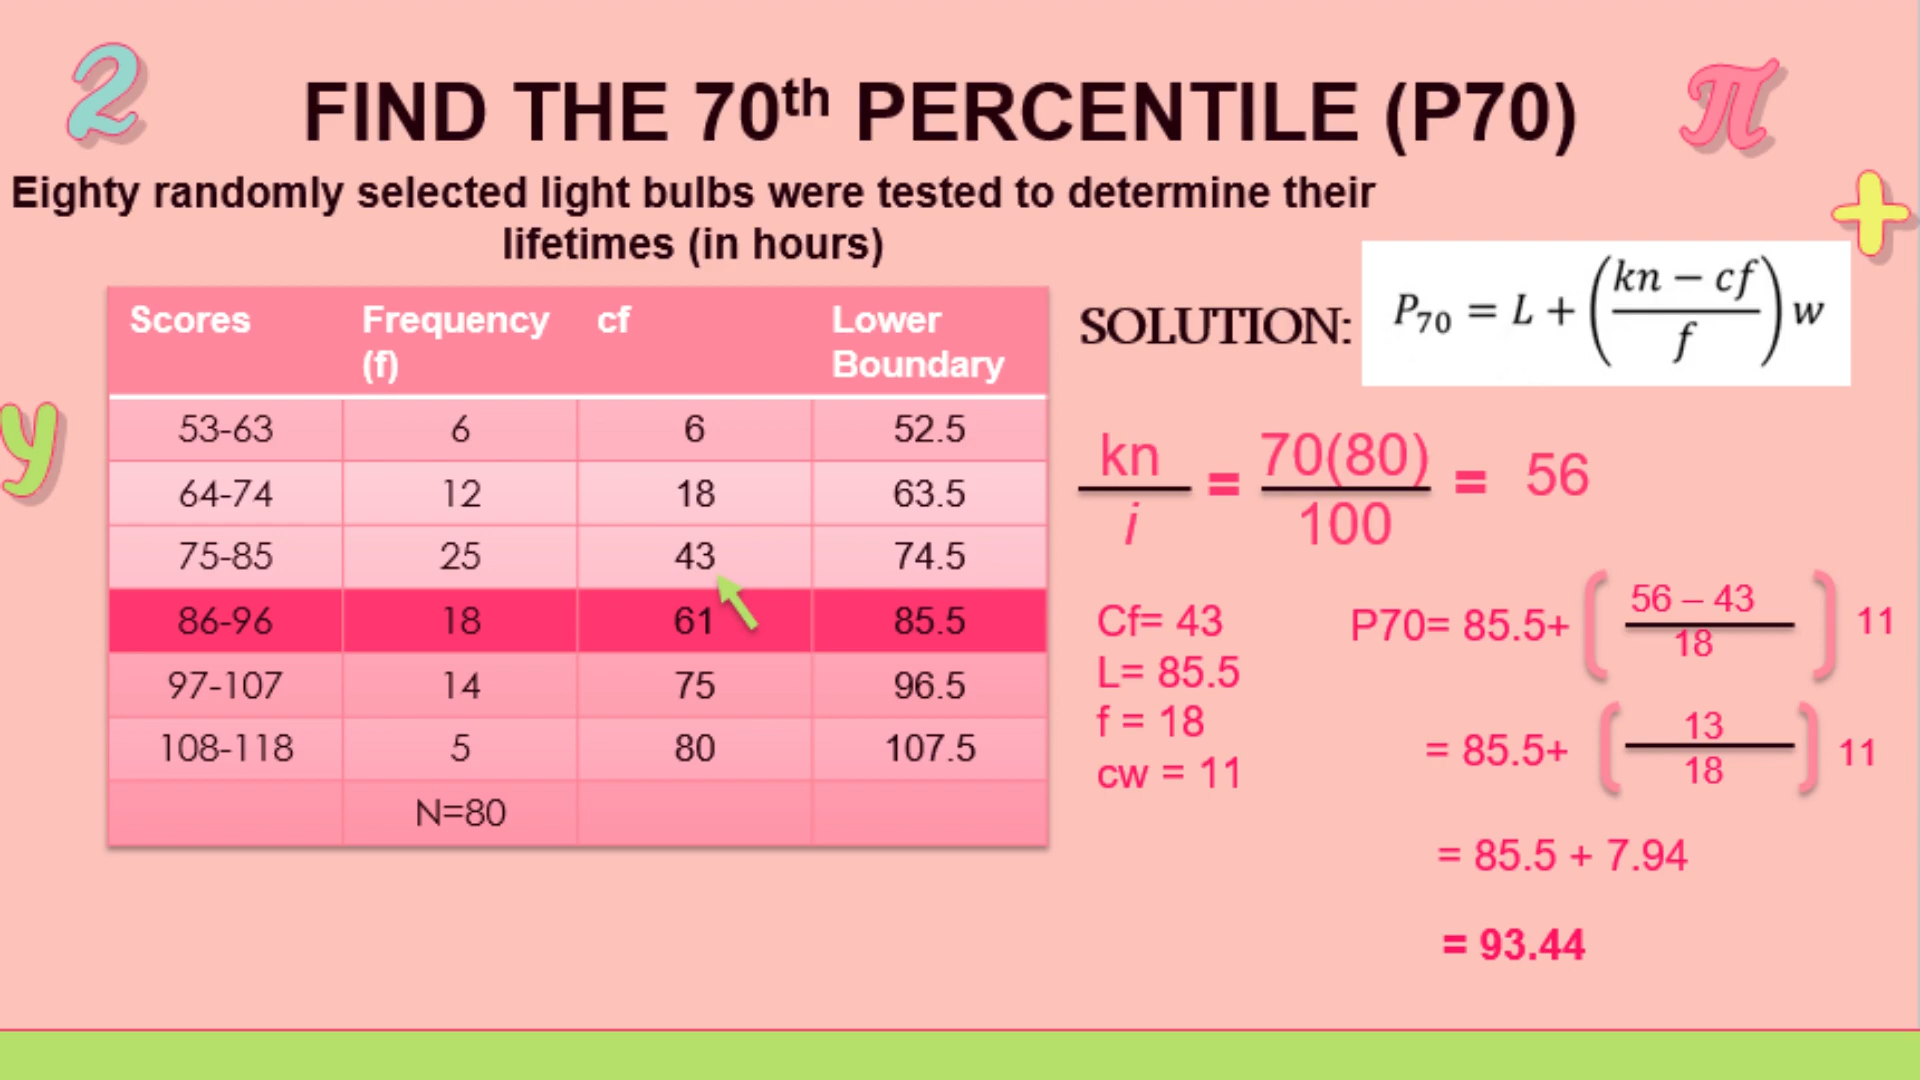 2
FIND THE 70th PERCENTILE (P70)
π
Eighty randomly selected light bulbs were tested to determine their
lifetimes (in hours)
+
y
Scores Frequency (f) cf Lower Boundary
53-63 6 6 52.5
64-74 12 18 63.5
75-85 25 43 74.5
86-96 18 61 85.5
97-107 14 75 96.5
108-118 5 80 107.5
N=80
SOLUTION: P₇₀ = L + ((kn − cf)/f) w
kn/i = 70(80)/100 = 56
Cf= 43
L= 85.5
f = 18
cw = 11
P70= 85.5+ (56 – 43/18) 11
= 85.5+ (13/18) 11
= 85.5 + 7.94
= 93.44